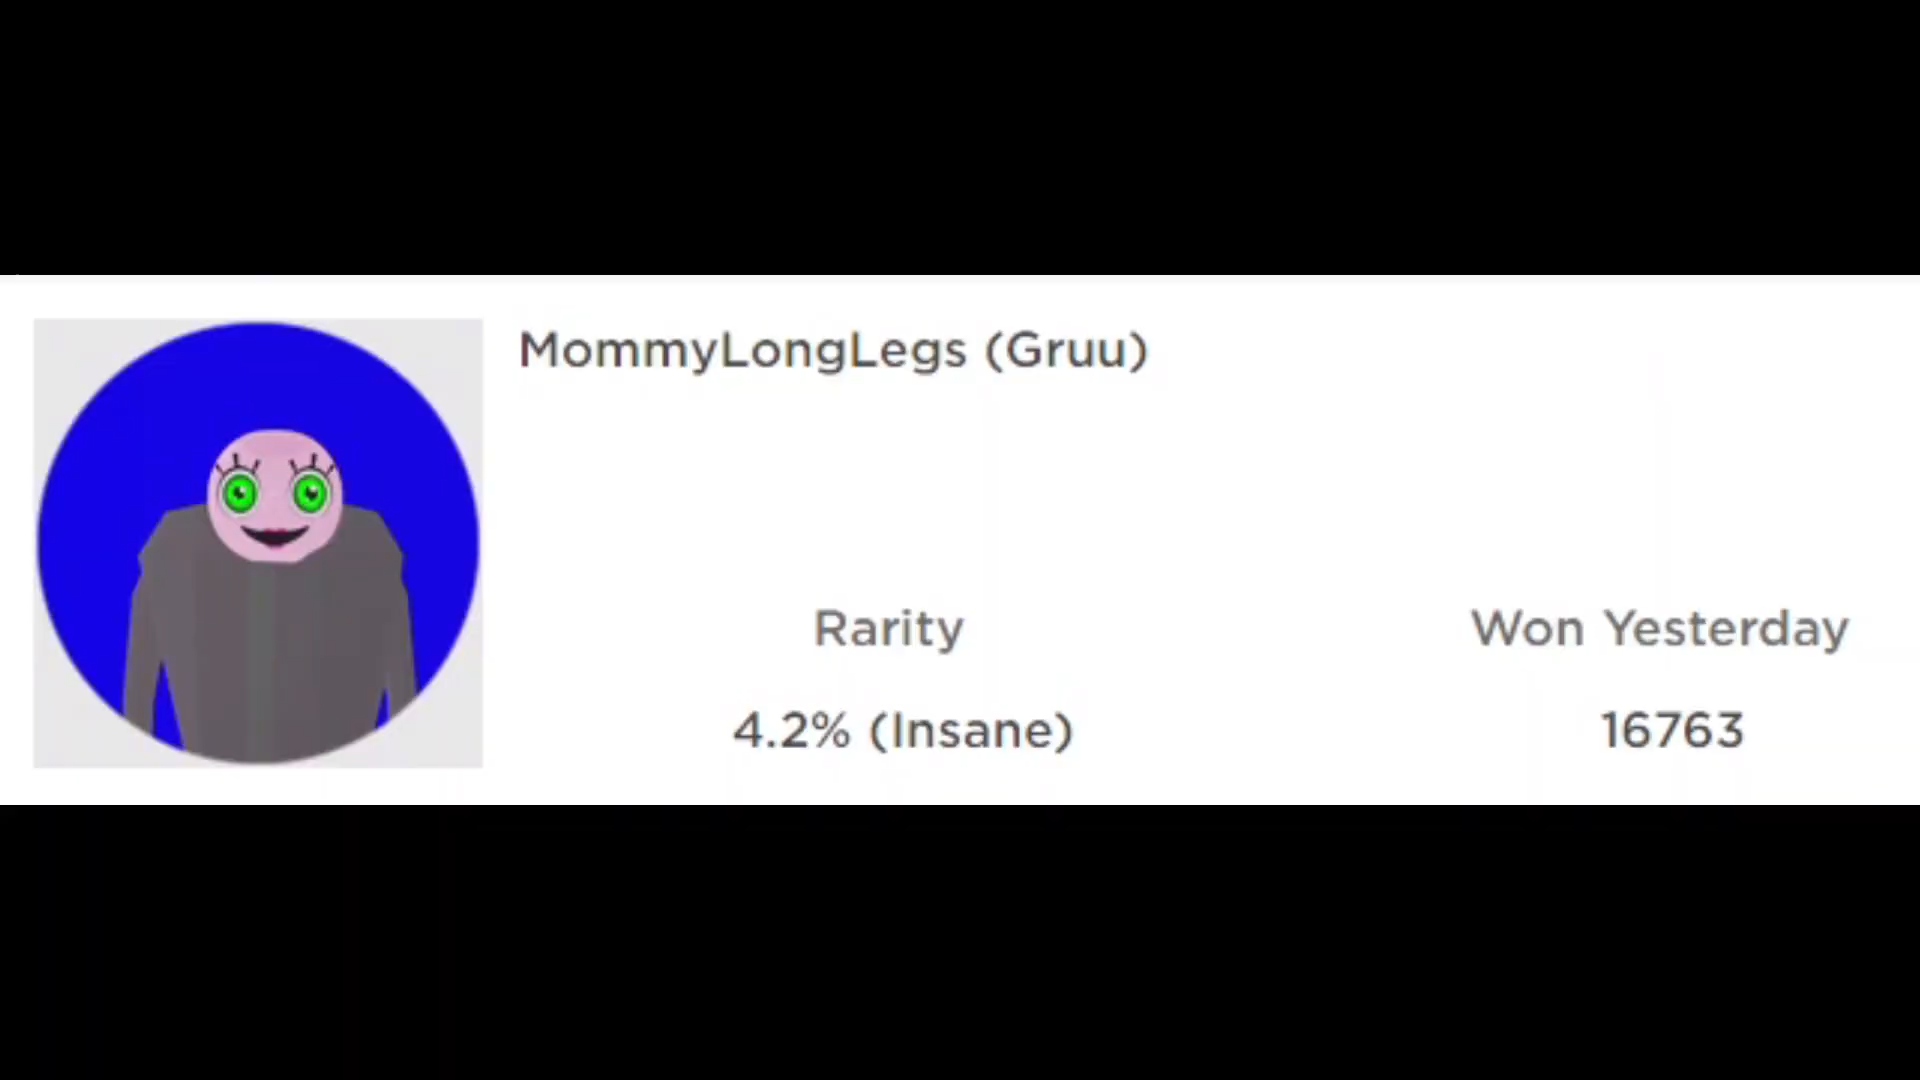 MommyLongLegs (Gruu)
Rarity
Won Yesterday
4.2% (Insane)
16763